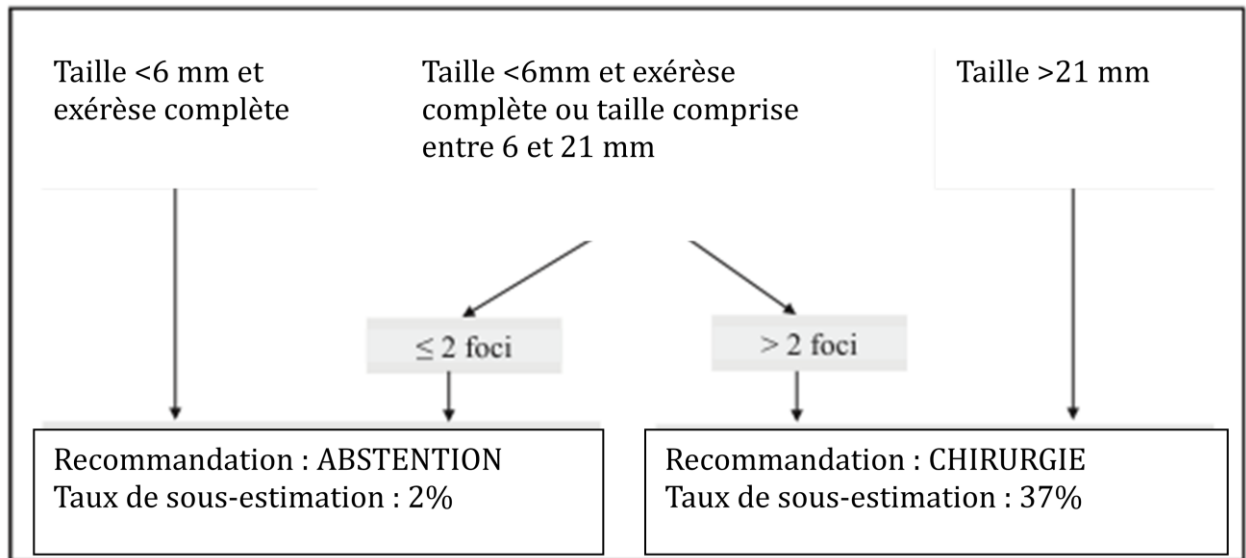 Taille <6 mm et
exérèse complète
Taille <6mm et exérèse
complète ou taille comprise
entre 6 et 21 mm
Taille >21 mm
≤ 2 foci
> 2 foci
Recommandation : ABSTENTION
Taux de sous-estimation : 2%
Recommandation : CHIRURGIE
Taux de sous-estimation : 37%